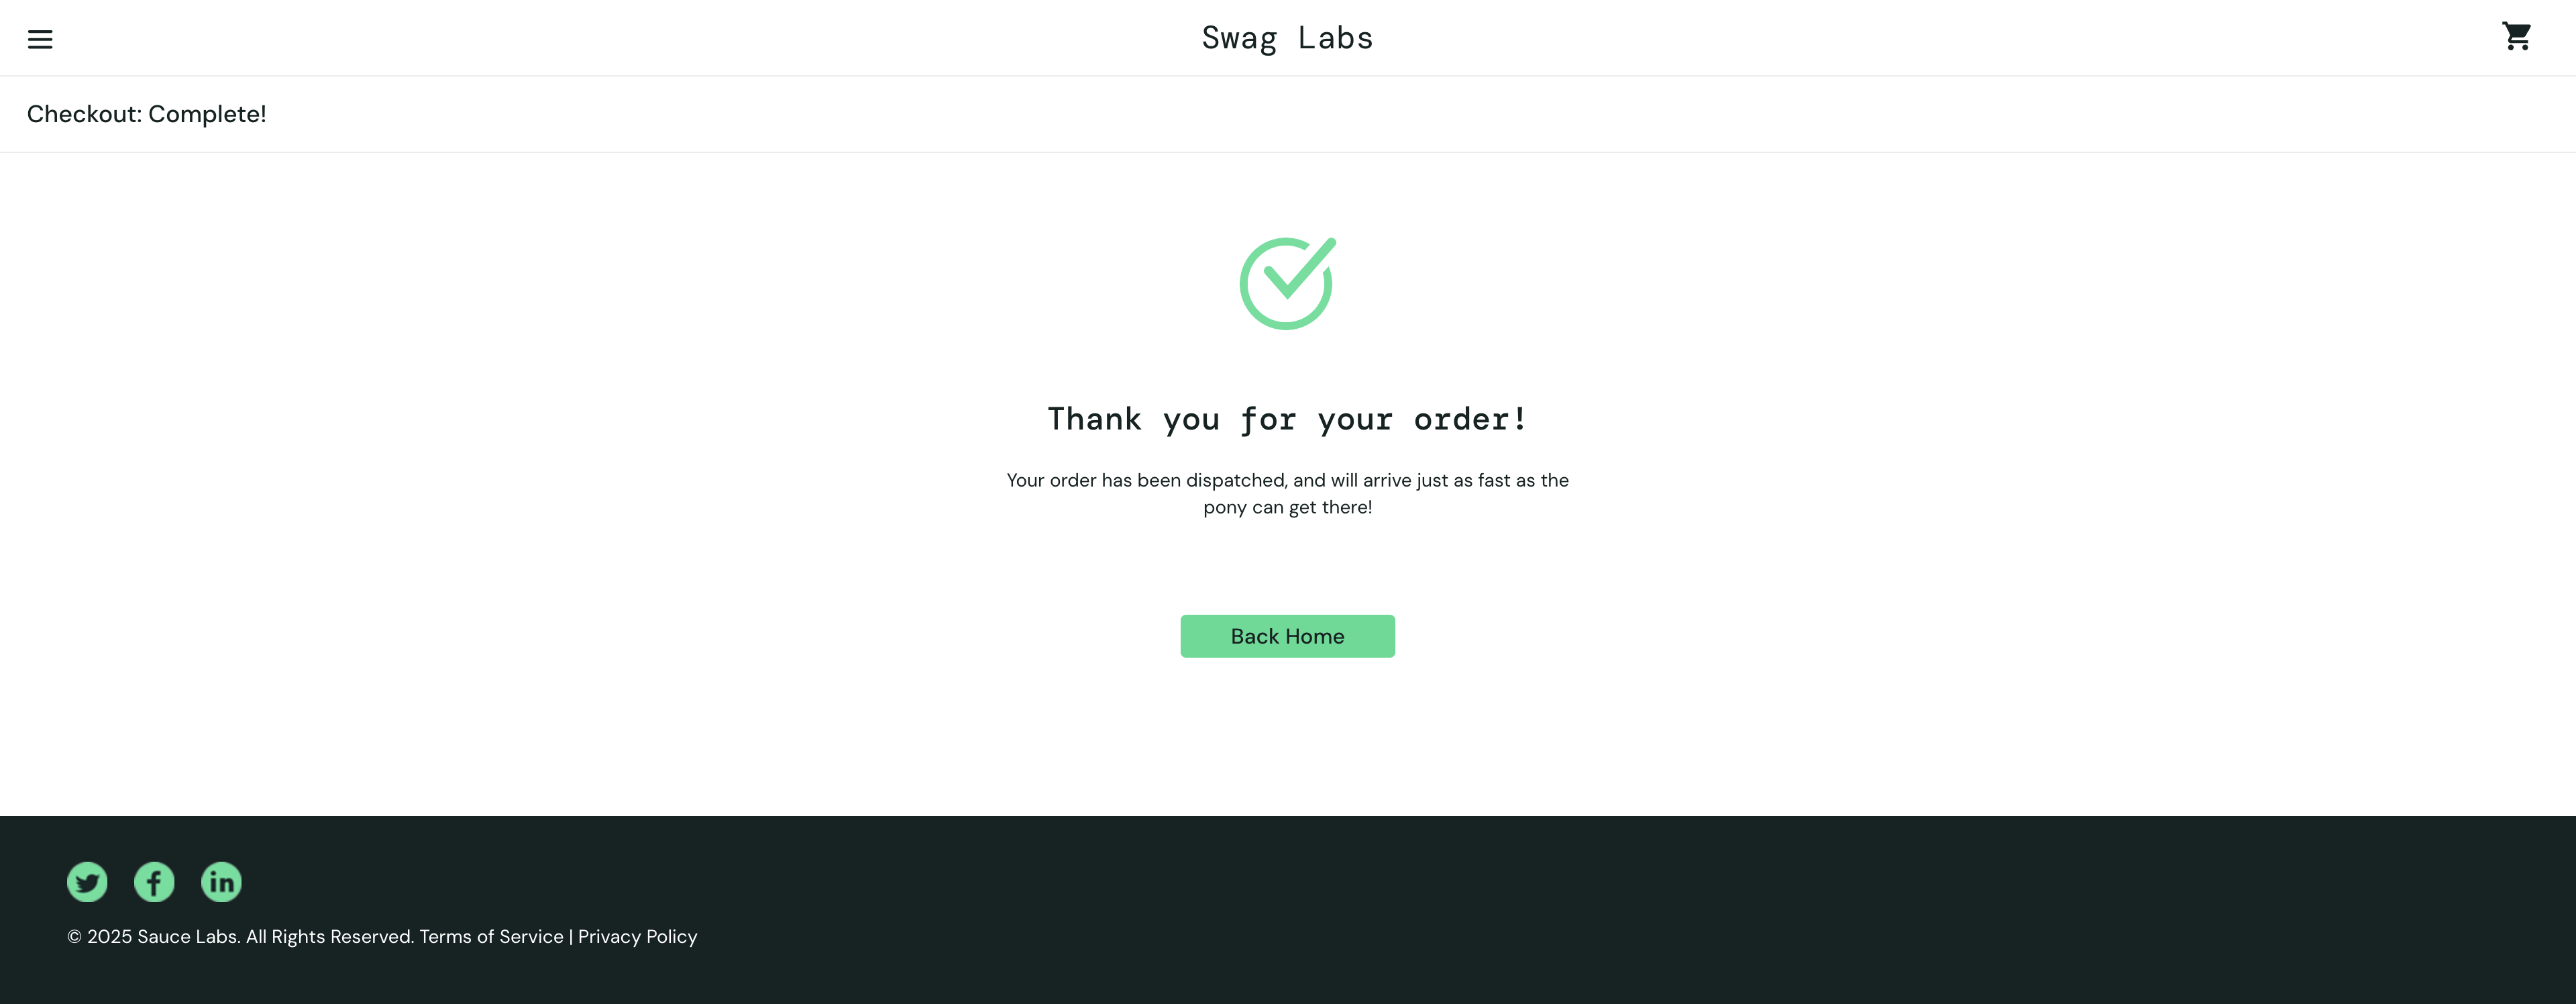 Swag Labs
Checkout: Complete!
Thank you for your order!
Your order has been dispatched, and will arrive just as fast as the
pony can get there!
Back Home
© 2025 Sauce Labs. All Rights Reserved. Terms of Service | Privacy Policy